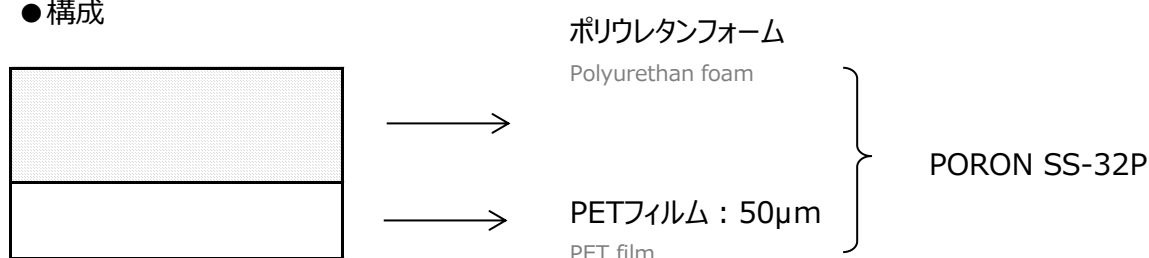 ●構成
ポリウレタンフォーム
Polyurethan foam
PORON SS-32P
PETフィルム：50μm
PET film